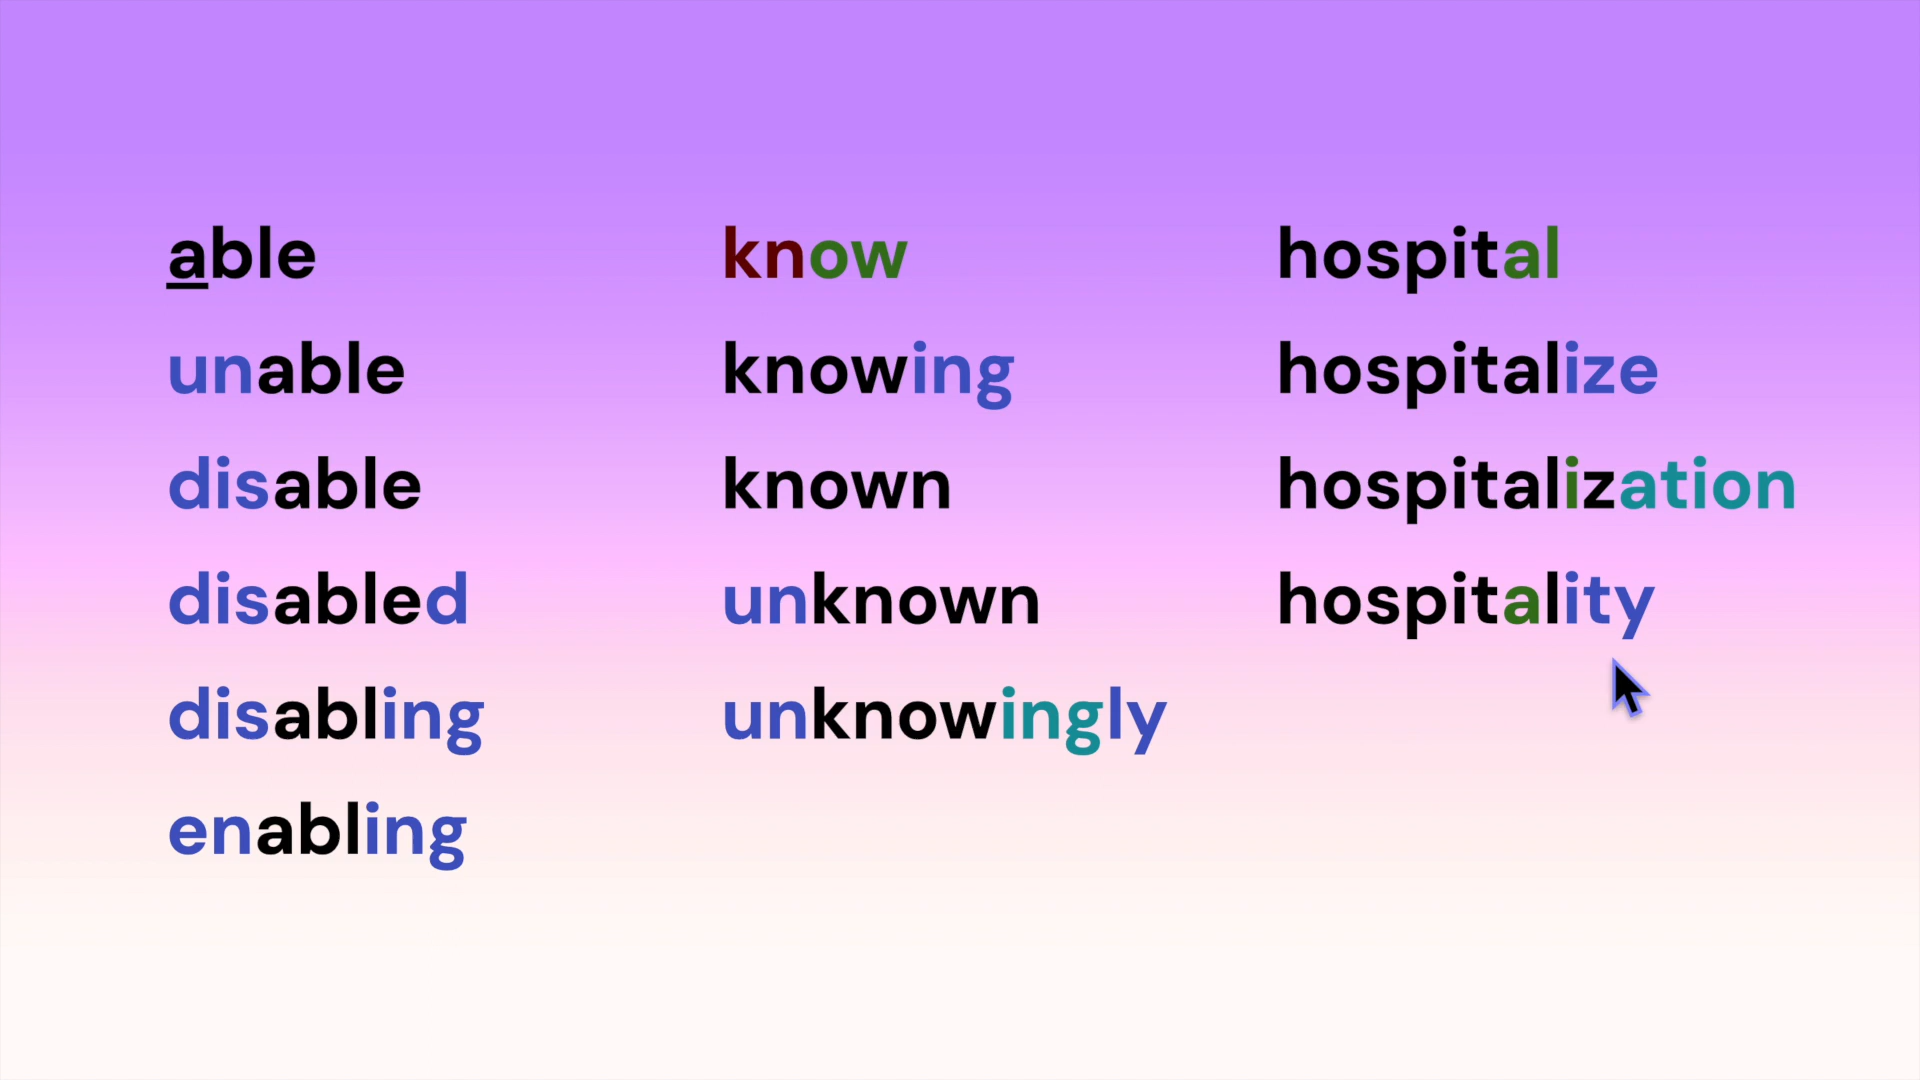 able
unable
disable
disabled
disabling
enabling
know
knowing
known
unknown
unknowingly
hospital
hospitalize
hospitalization
hospitality